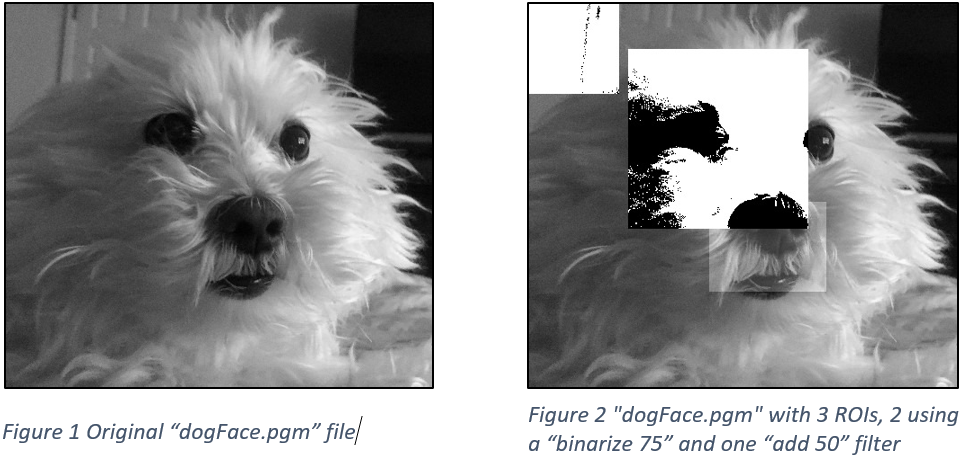 Figure 1 Original “dogFace.pgm” file
Figure 2 "dogFace.pgm" with 3 ROIs, 2 using
a “binarize 75” and one “add 50” filter